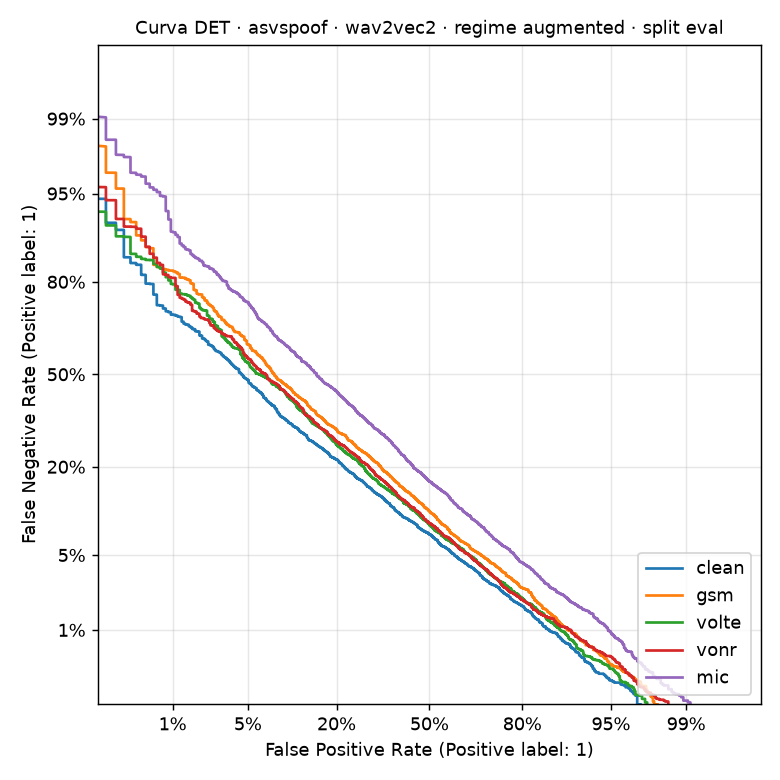 Curva DET · asvspoof · wav2vec2 · regime augmented · split eval
False Negative Rate (Positive label: 1)
99%
95%
80%
50%
20%
5%
1%
clean
gsm
volte
vonr
mic
1%
5%
20%
50%
80%
95%
99%
False Positive Rate (Positive label: 1)